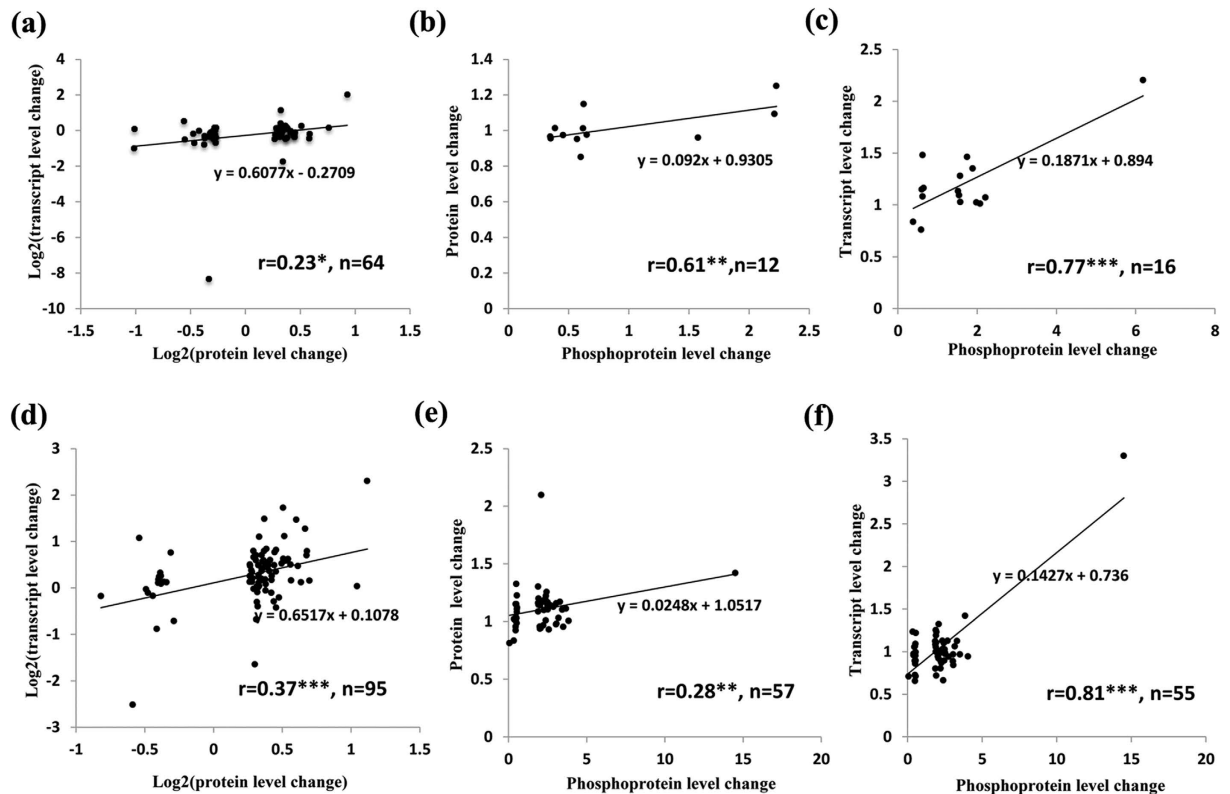 (a)
Log2(transcript level change)
4
2
0
-2
-4
-6
-8
-10
-1.5
-1
-0.5
0
0.5
1
1.5
y = 0.6077x - 0.2709
r=0.23*, n=64
Log2(protein level change)
(b)
Protein level change
1.4
1.2
1
0.8
0.6
0.4
0.2
0
0
0.5
1
1.5
2
2.5
y = 0.092x + 0.9305
r=0.61**,n=12
Phosphoprotein level change
(c)
Transcript level change
2.5
2
1.5
1
0.5
0
0
2
4
6
8
y = 0.1871x + 0.894
r=0.77***, n=16
Phosphoprotein level change
(d)
Log2(transcript level change)
3
2
1
0
-1
-2
-3
-1
-0.5
0
0.5
1
1.5
y = 0.6517x + 0.1078
r=0.37***, n=95
Log2(protein level change)
(e)
Protein level change
2.5
2
1.5
1
0.5
0
0
5
10
15
20
y = 0.0248x + 1.0517
r=0.28**, n=57
Phosphoprotein level change
(f)
Transcript level change
3.5
3
2.5
2
1.5
1
0.5
0
0
5
10
15
20
y = 0.1427x + 0.736
r=0.81***, n=55
Phosphoprotein level change